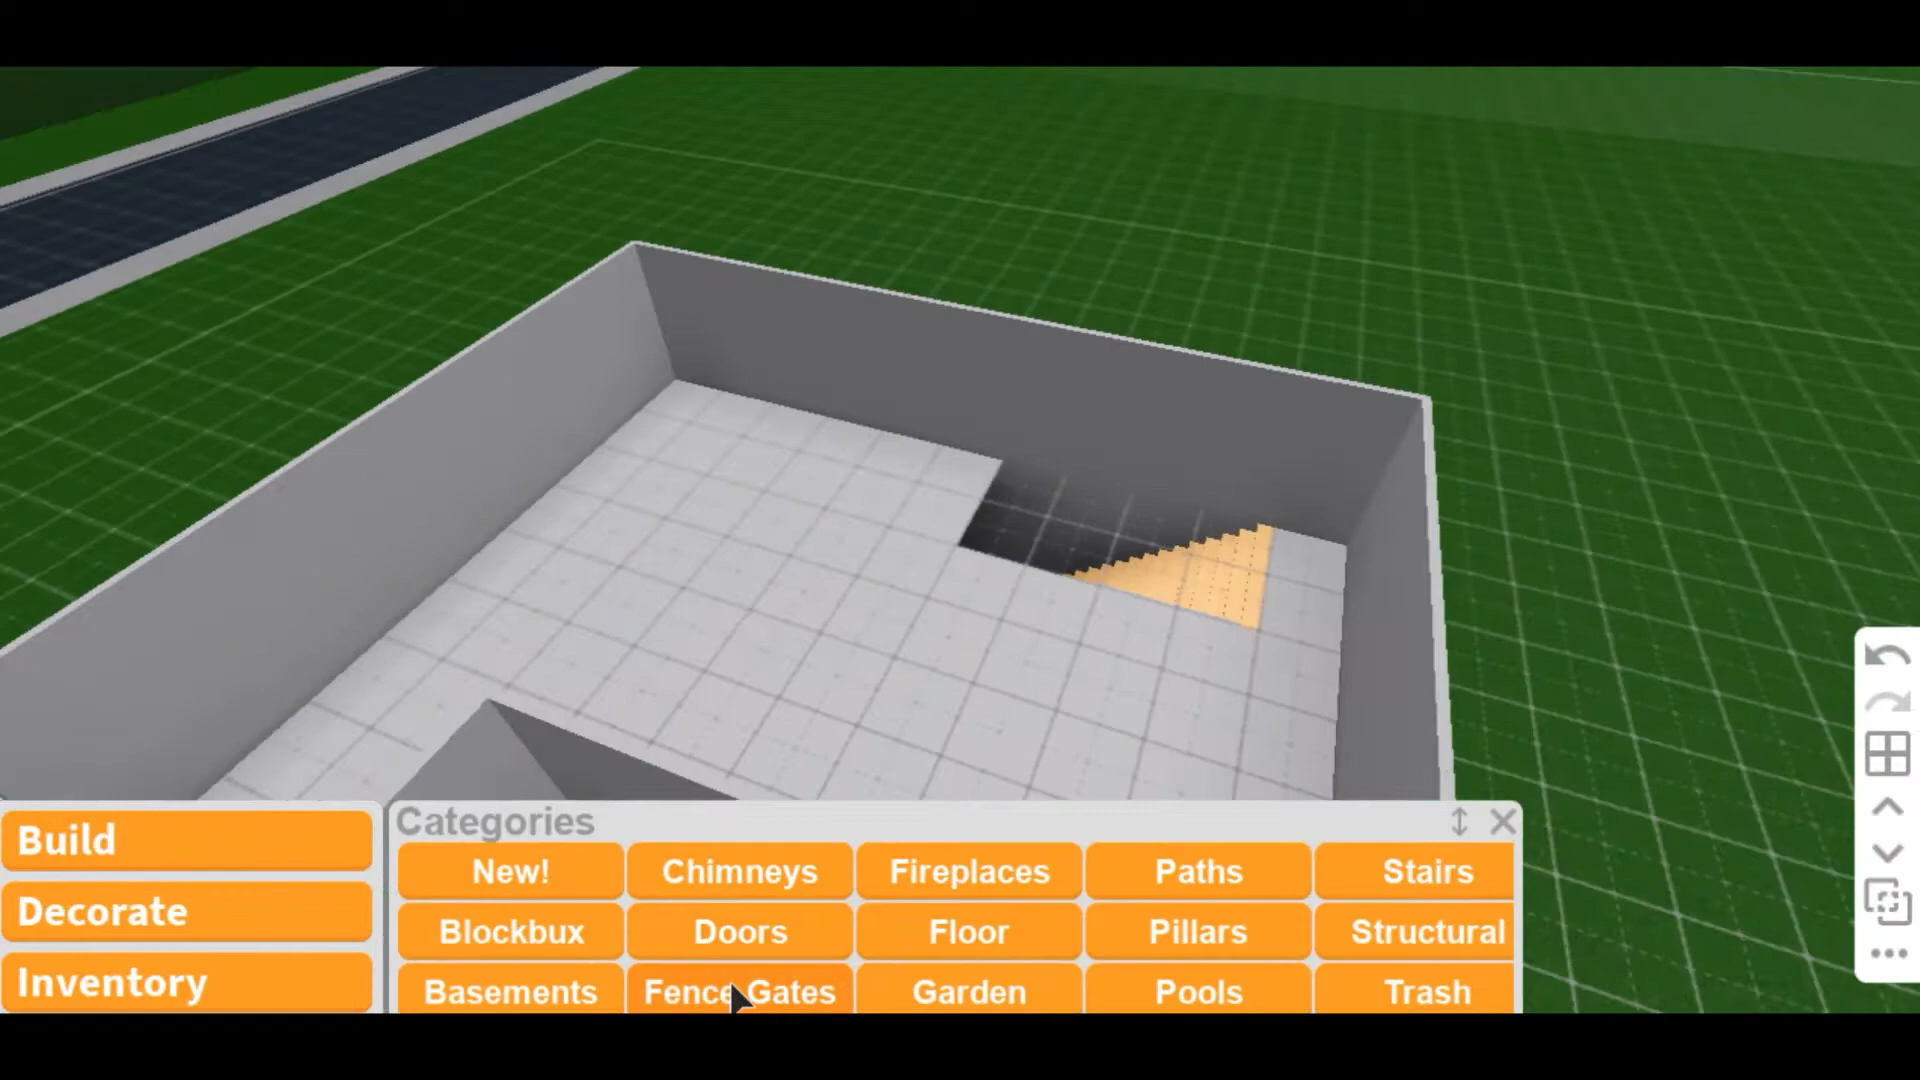 Categories
Build
New!
Chimneys
Fireplaces
Paths
Stairs
Decorate
Blockbux
Doors
Floor
Pillars
Structural
Inventory
Basements
Fence Gates
Garden
Pools
Trash